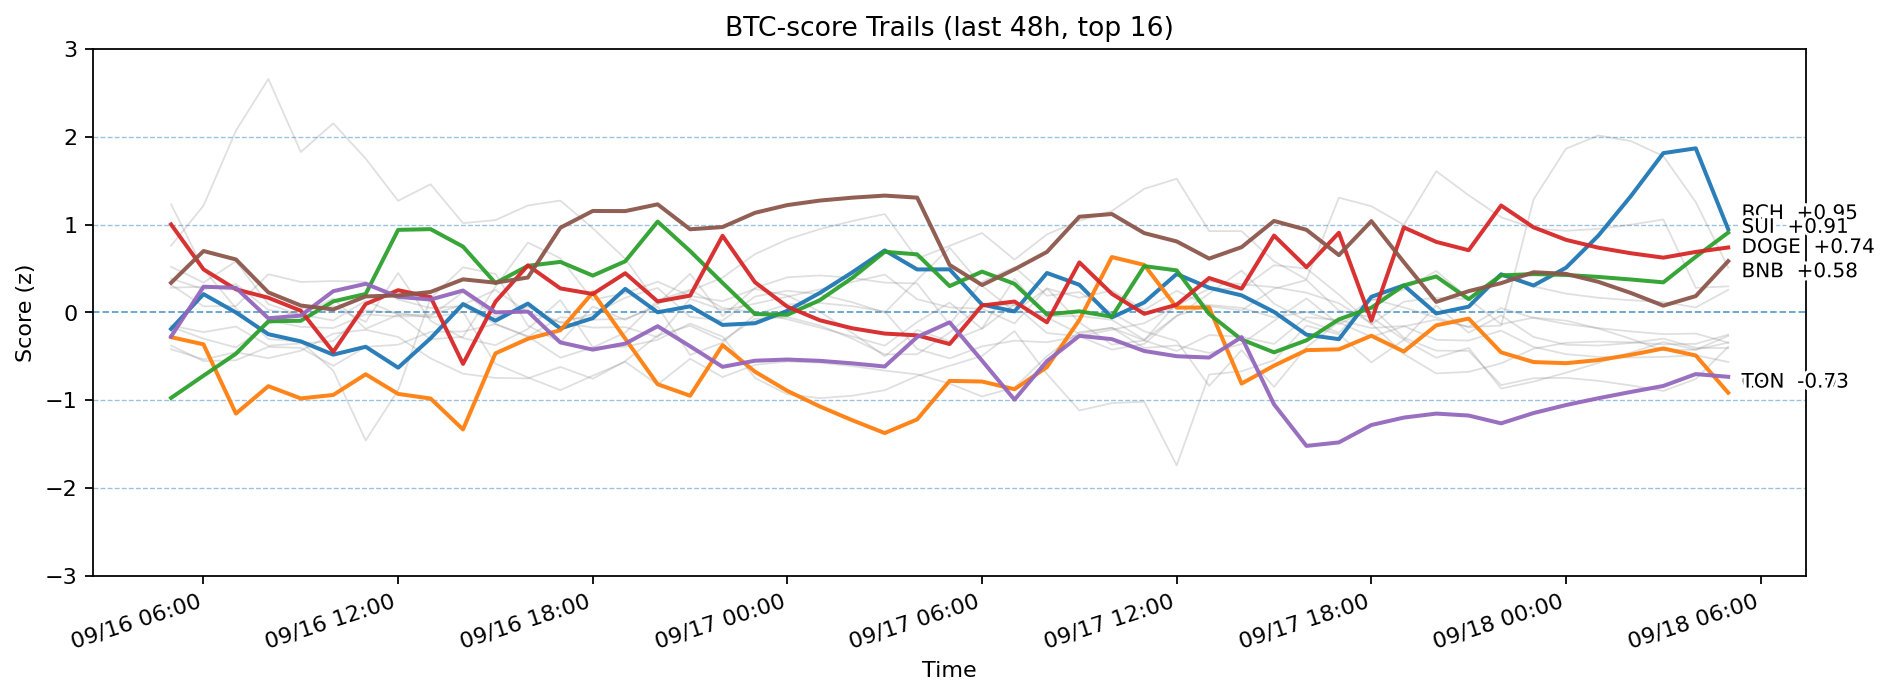 BTC-score Trails (last 48h, top 16)
Score (z)
3
2
1
0
−1
−2
−3
BCH +0.95
SUI +0.91
DOGE +0.74
BNB +0.58
TON -0.73
09/16 06:00
09/16 12:00
09/16 18:00
09/17 00:00
09/17 06:00
09/17 12:00
09/17 18:00
09/18 00:00
09/18 06:00
Time